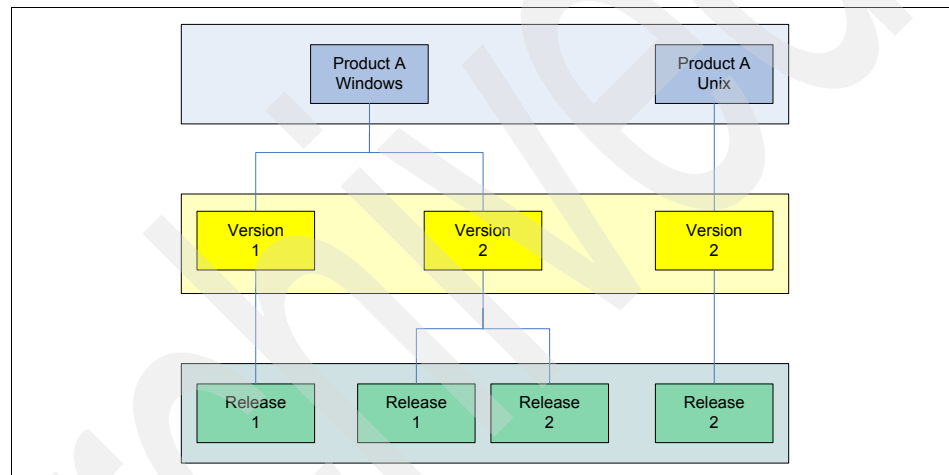 Product A
Windows
Product A
Unix
Version
1
Version
2
Version
2
Release
1
Release
1
Release
2
Release
2